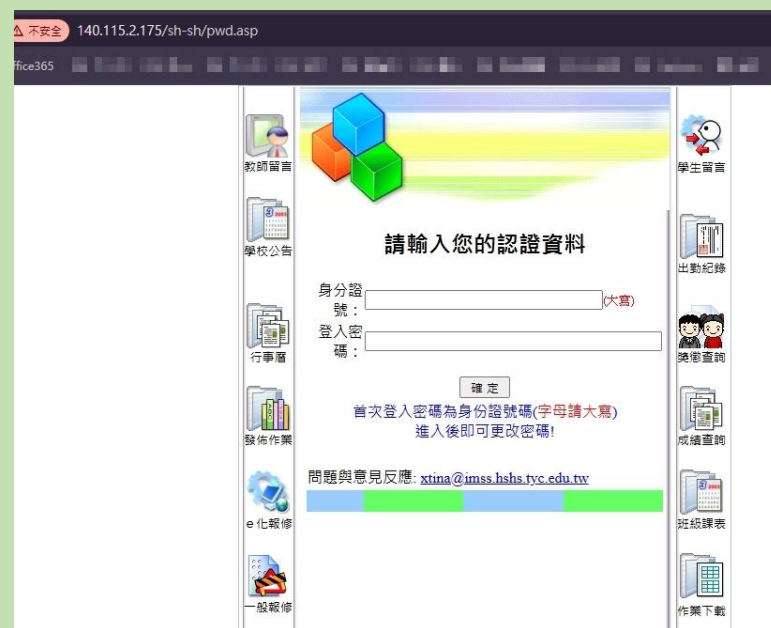 不安全 140.115.2.175/sh-sh/pwd.asp
ffice365
教師留言
學校公告
行事曆
發佈作業
e 化報修
一般報修
請輸入您的認證資料
身分證號：
(大寫)
登入密碼：
確 定
首次登入密碼為身份證號碼(字母請大寫)
進入後即可更改密碼!
問題與意見反應: xtina@imss.hshs.tyc.edu.tw
學生留言
出勤紀錄
獎懲查詢
成績查詢
班級課表
作業下載